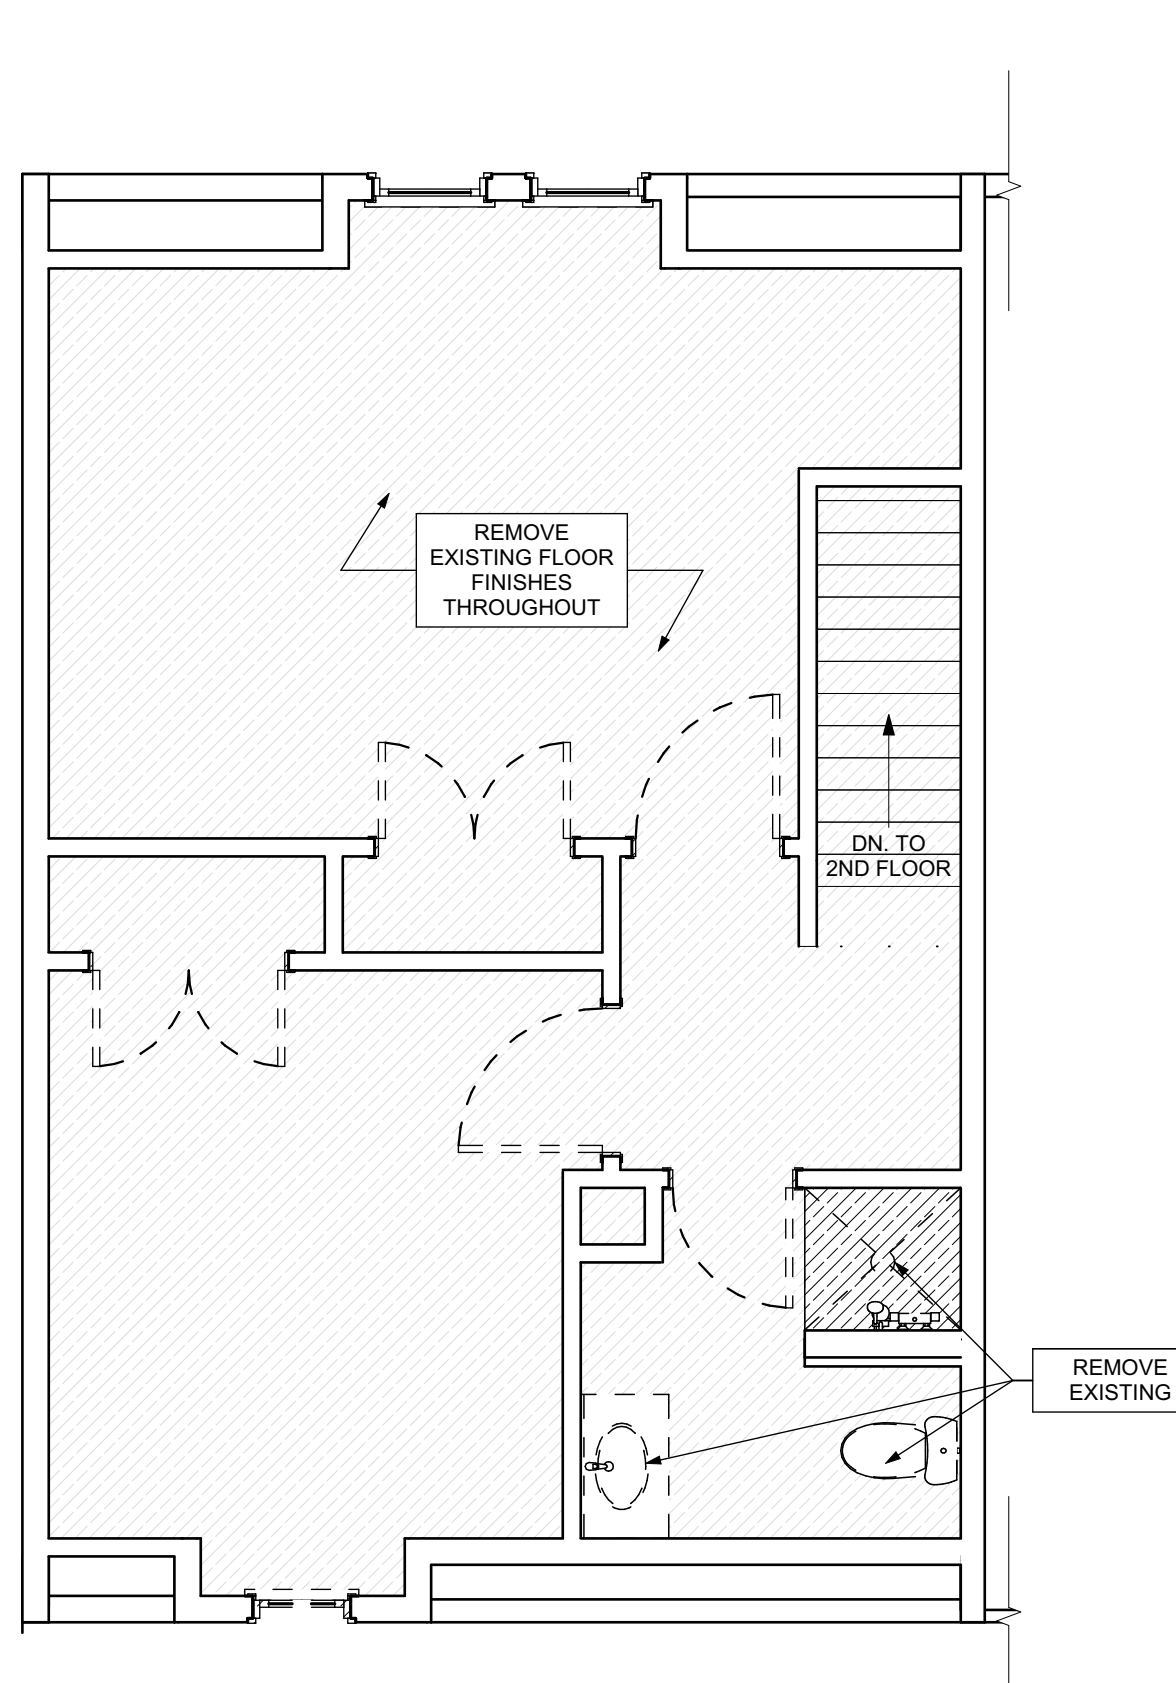 REMOVE
EXISTING FLOOR
FINISHES
THROUGHOUT
DN. TO
2ND FLOOR
REMOVE
EXISTING